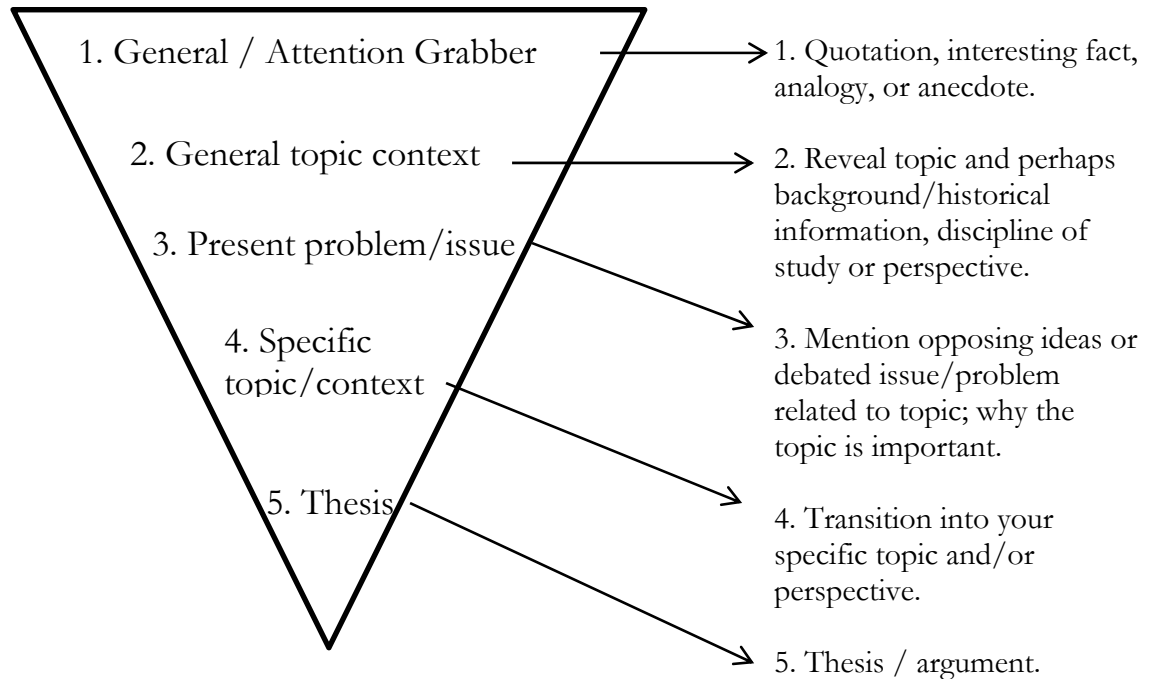 1. General / Attention Grabber
2. General topic context
3. Present problem/issue
4. Specific
topic/context
5. Thesis
1. Quotation, interesting fact,
analogy, or anecdote.
2. Reveal topic and perhaps
background/historical
information, discipline of
study or perspective.
3. Mention opposing ideas or
debated issue/problem
related to topic; why the
topic is important.
4. Transition into your
specific topic and/or
perspective.
5. Thesis / argument.